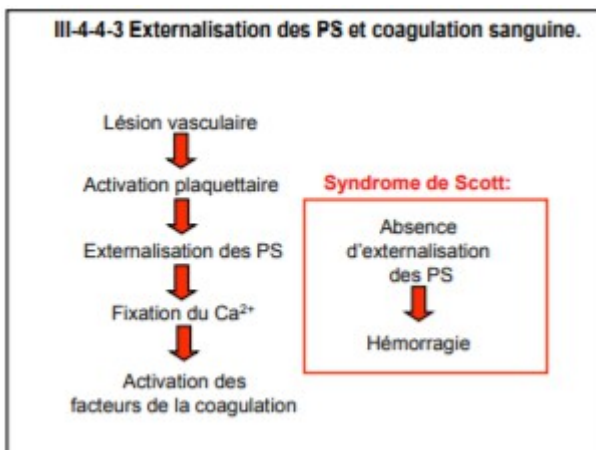 III-4-4-3 Externalisation des PS et coagulation sanguine.
Lésion vasculaire
Activation plaquettaire
Externalisation des PS
Fixation du Ca²⁺
Activation des
facteurs de la coagulation
Syndrome de Scott:
Absence
d'externalisation
des PS
Hémorragie